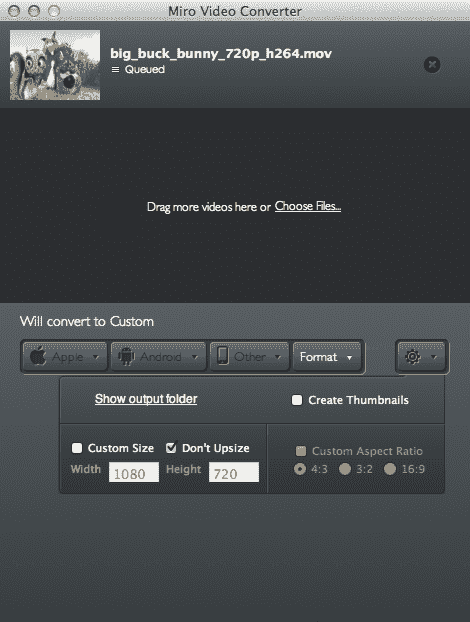 Miro Video Converter
big_buck_bunny_720p_h264.mov
Queued
Drag more videos here or Choose Files...
Will convert to Custom
Apple Android Other Format
Show output folder Create Thumbnails
Custom Size Don't Upsize Custom Aspect Ratio
Width 1080 Height 720 4:3 3:2 16:9